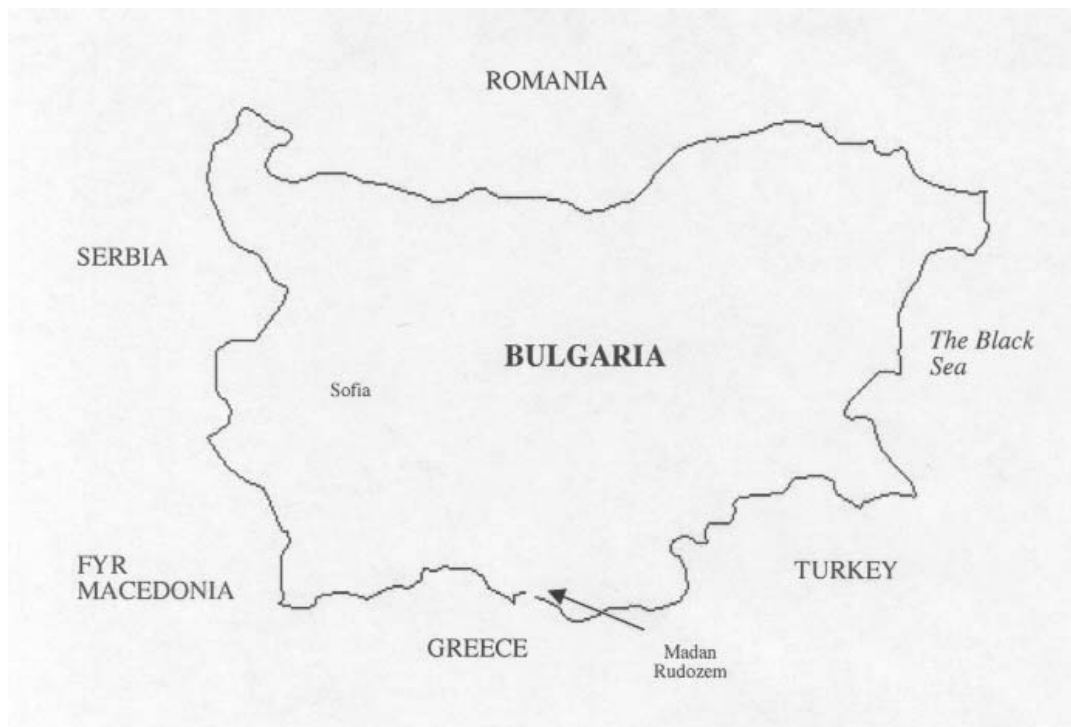 ROMANIA
SERBIA
BULGARIA
The Black
Sea
Sofia
FYR
MACEDONIA
TURKEY
GREECE
Madan
Rudozem